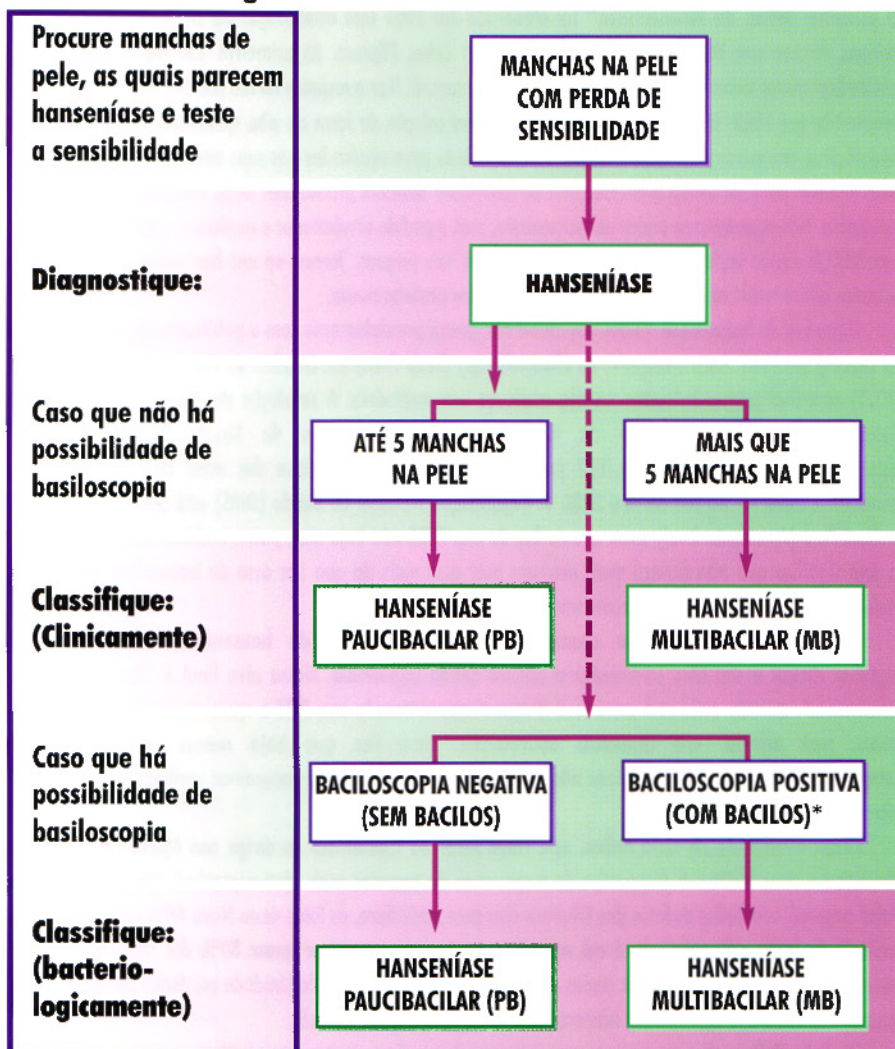 Procure manchas de
pele, as quais parecem
hanseníase e teste
a sensibilidade
MANCHAS NA PELE
COM PERDA DE
SENSIBILIDADE
Diagnostique:
HANSENÍASE
Caso que não há
possibilidade de
basiloscopia
ATÉ 5 MANCHAS
NA PELE
MAIS QUE
5 MANCHAS NA PELE
Classifique:
(Clinicamente)
HANSENÍASE
PAUCIBACILAR (PB)
HANSENÍASE
MULTIBACILAR (MB)
Caso que há
possibilidade de
basiloscopia
BACILOSCOPIA NEGATIVA
(SEM BACILOS)
BACILOSCOPIA POSITIVA
(COM BACILOS)*
Classifique:
(bacterio-
logicamente)
HANSENÍASE
PAUCIBACILAR (PB)
HANSENÍASE
MULTIBACILAR (MB)